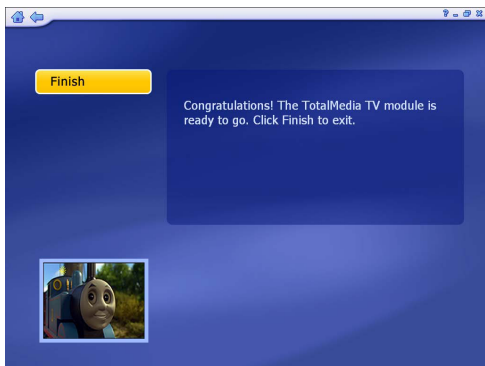 Finish
Congratulations! The TotalMedia TV module is
ready to go. Click Finish to exit.